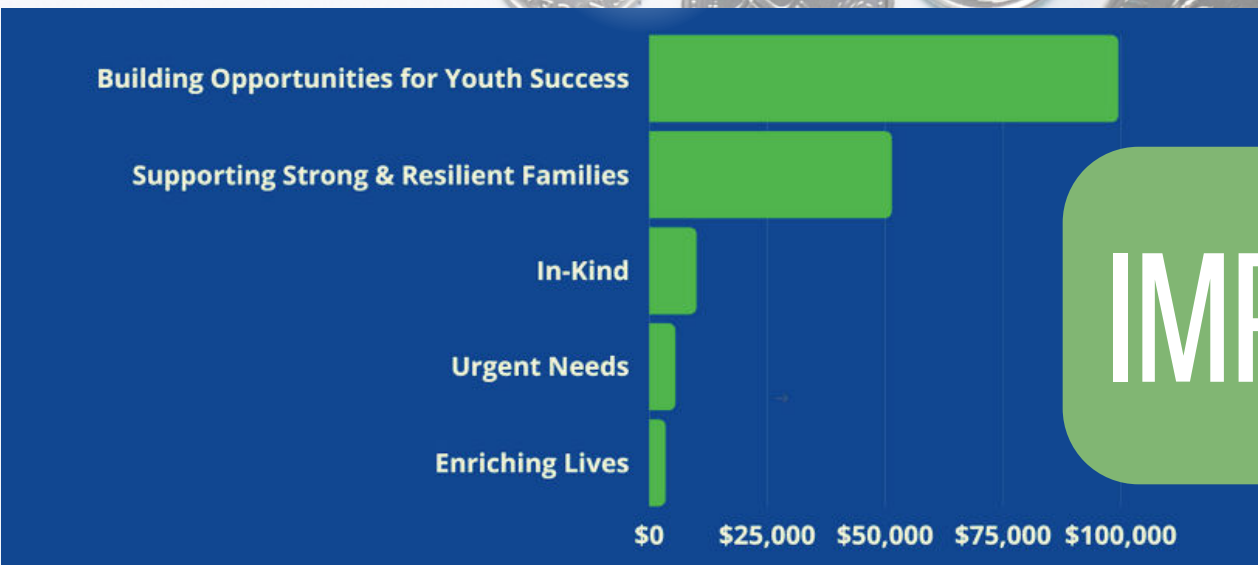 Building Opportunities for Youth Success
Supporting Strong & Resilient Families
In-Kind
Urgent Needs
→
Enriching Lives
$0 $25,000 $50,000 $75,000 $100,000